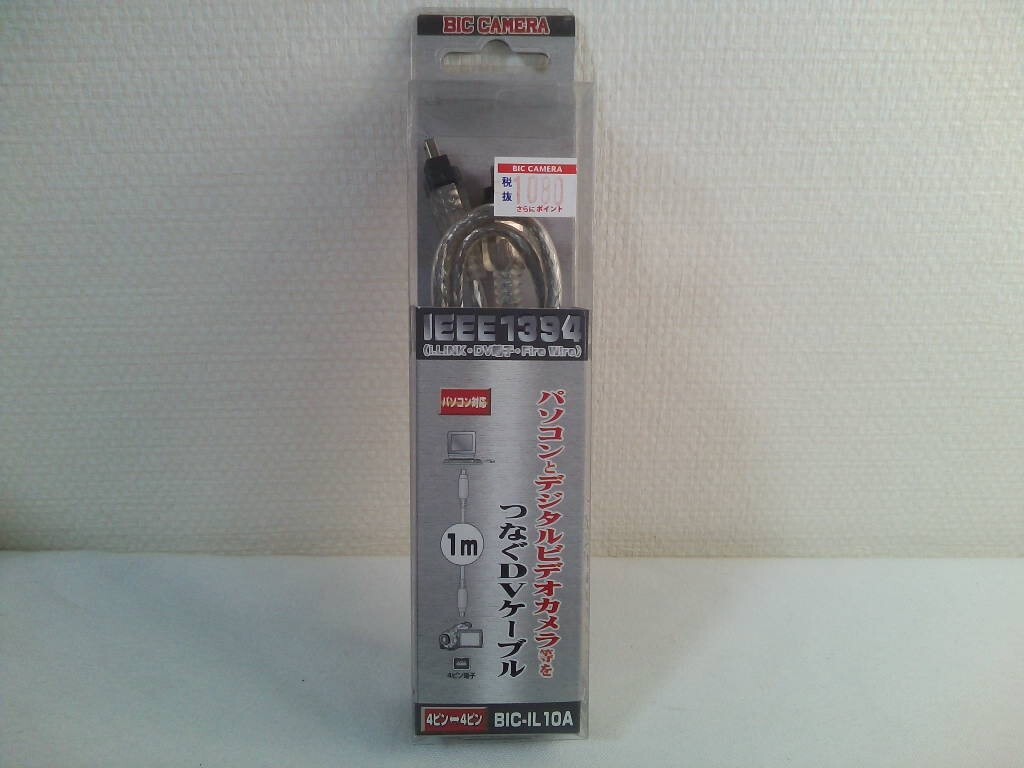 BIC CAMERA
BIC CAMERA
税抜
1080
さらにポイント
IEEE 1394
(i.LINK・DV端子・Fire Wire)
パソコン対応
パソコンとデジタルビデオカメラ等を
つなぐDVケーブル
1m
4ピン端子
4ピン⇔4ピン
BIC-IL10A